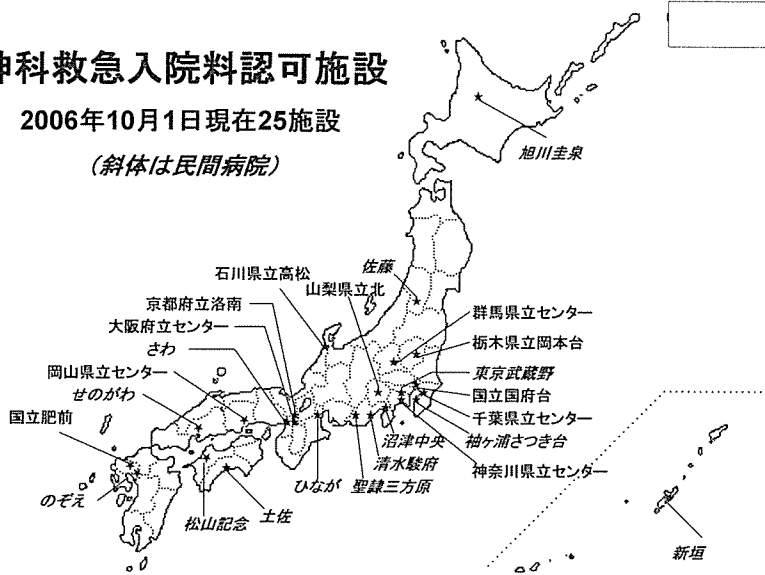 神科救急入院料認可施設
2006年10月1日現在25施設
(斜体は民間病院)
旭川圭泉
佐藤
石川県立高松
山梨県立北
京都府立洛南
群馬県立センター
大阪府立センター
栃木県立岡本台
さわ
東京武蔵野
岡山県立センター
国立国府台
せのがわ
千葉県立センター
国立肥前
袖ヶ浦さつき台
沼津中央
清水駿府
神奈川県立センター
のぞえ
ひなが
聖隷三方原
松山記念
土佐
新垣